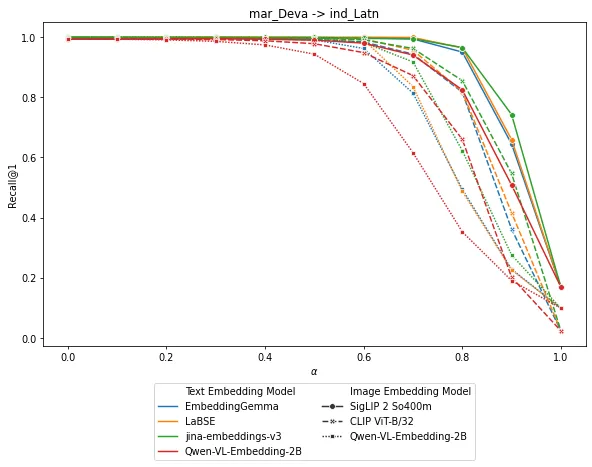 mar_Deva -> ind_Latn
1.0
0.8
0.6
0.4
0.2
0.0
Recall@1
0.0 0.2 0.4 0.6 0.8 1.0
α
Text Embedding Model
EmbeddingGemma
LaBSE
jina-embeddings-v3
Qwen-VL-Embedding-2B
Image Embedding Model
SigLIP 2 So400m
CLIP ViT-B/32
Qwen-VL-Embedding-2B